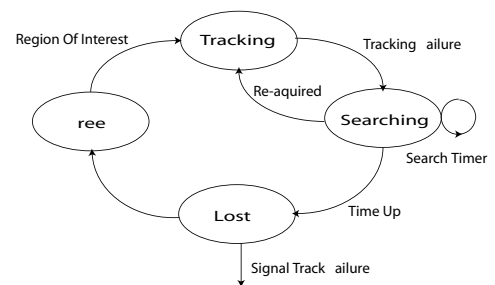 Region Of Interest
Tracking
Tracking ailure
Re-aquired
ree
Searching
Search Timer
Lost
Time Up
Signal Track ailure